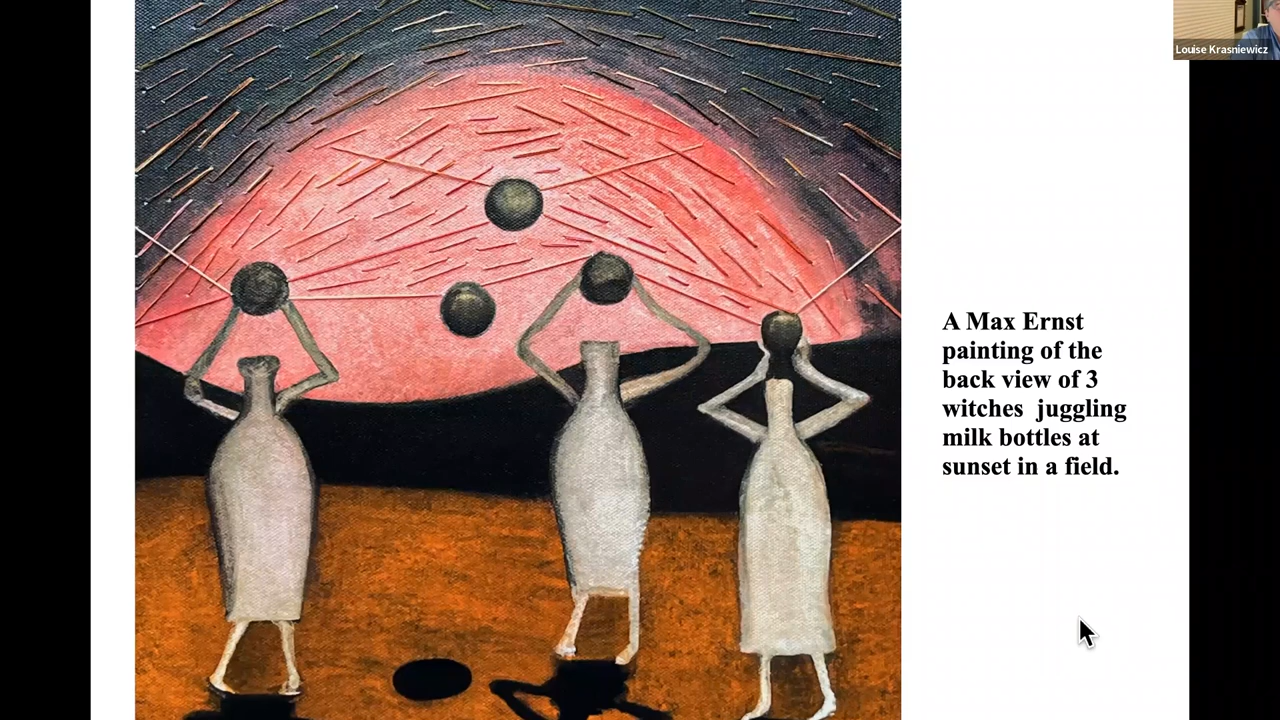 Louise Krasniewicz
A Max Ernst
painting of the
back view of 3
witches juggling
milk bottles at
sunset in a field.